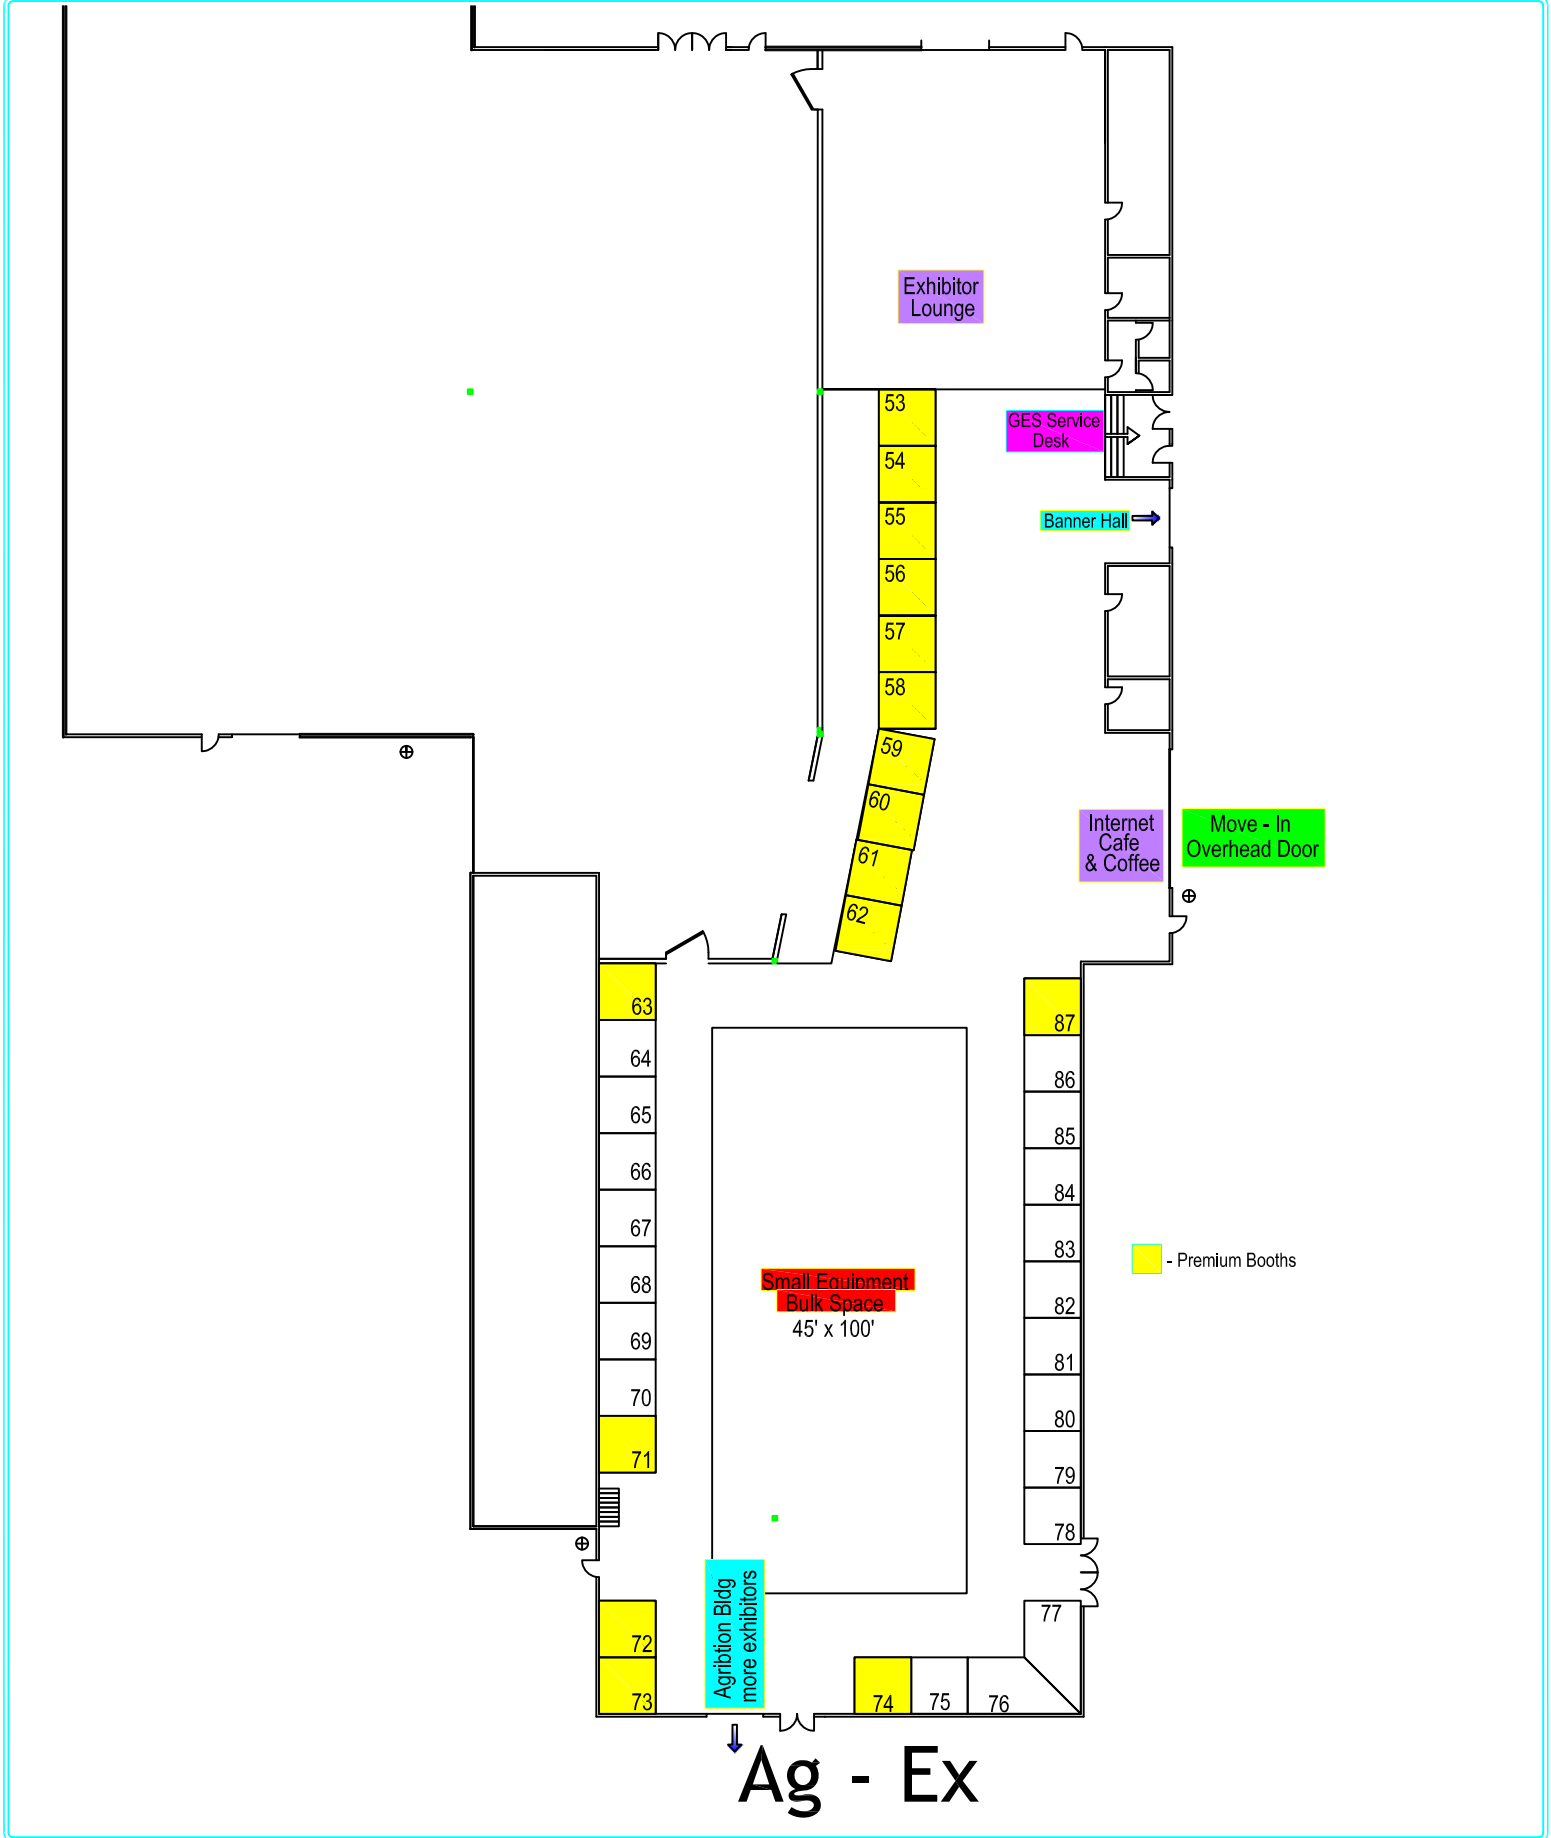 Exhibitor
Lounge
53
GES Service
Desk
54
55
Banner Hall
56
57
58
59
60
61
62
Internet
Cafe
& Coffee
Move - In
Overhead Door
63
64
65
66
67
68
69
70
71
72
73
87
86
85
84
83
82
81
80
79
78
77
74
75
76
- Premium Booths
Small Equipment
Bulk Space
45' x 100'
Agribtion Bldg
more exhibitors
Ag - Ex